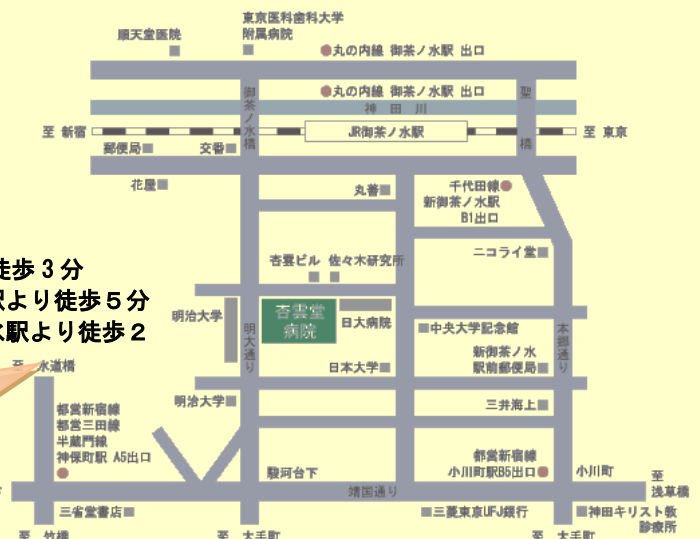 東京医科歯科大学
附属病院
順天堂医院
丸の内線 御茶ノ水駅 出口
丸の内線 御茶ノ水駅 出口
御茶ノ水橋
聖橋
神田川
至 新宿
JR御茶ノ水駅
至 東京
郵便局
交番
花屋
丸善
千代田線
新御茶ノ水駅
B1出口
ニコライ堂
徒歩3分
駅より徒歩5分
水駅より徒歩2
杏雲ビル
佐々木研究所
明治大学
杏雲堂
病院
日大病院
明大通り
本郷通り
中央大学記念館
新御茶ノ水
駅前郵便局
日本大学
至 水道橋
明治大学
三井海上
都営新宿線
都営三田線
半蔵門線
神保町駅 A5出口
駿河台下
都営新宿線
小川町駅B5出口
小川町
至
浅草橋
靖国通り
三省堂書店
三菱東京UFJ銀行
神田キリスト教
診療所
至 竹橋
至 大手町
至 大手町